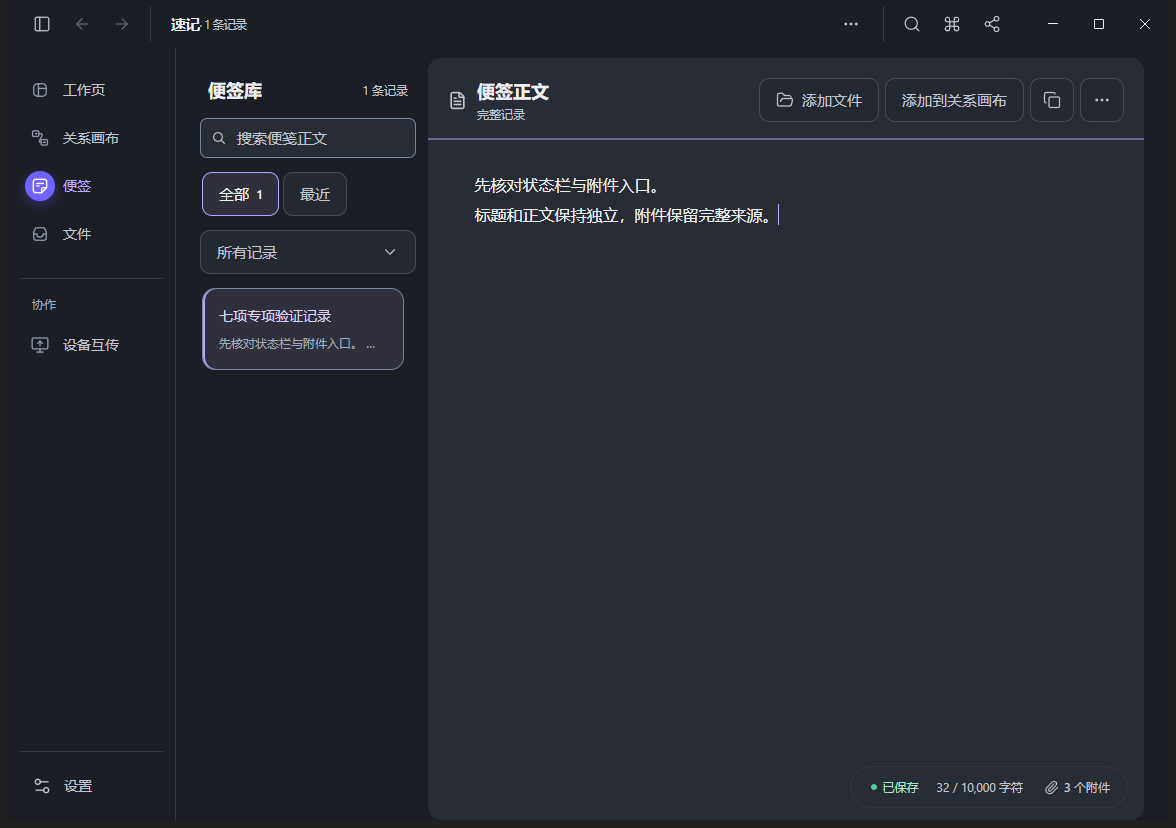 速记 1 条记录
工作页
关系画布
便签
文件
协作
设备互传
设置
便签库
1 条记录
搜索便笺正文
全部 1
最近
所有记录
七项专项验证记录
先核对状态栏与附件入口。 ...
便签正文
完整记录
添加文件
添加到关系画布
先核对状态栏与附件入口。
标题和正文保持独立，附件保留完整来源。
已保存
32 / 10,000 字符
3 个附件